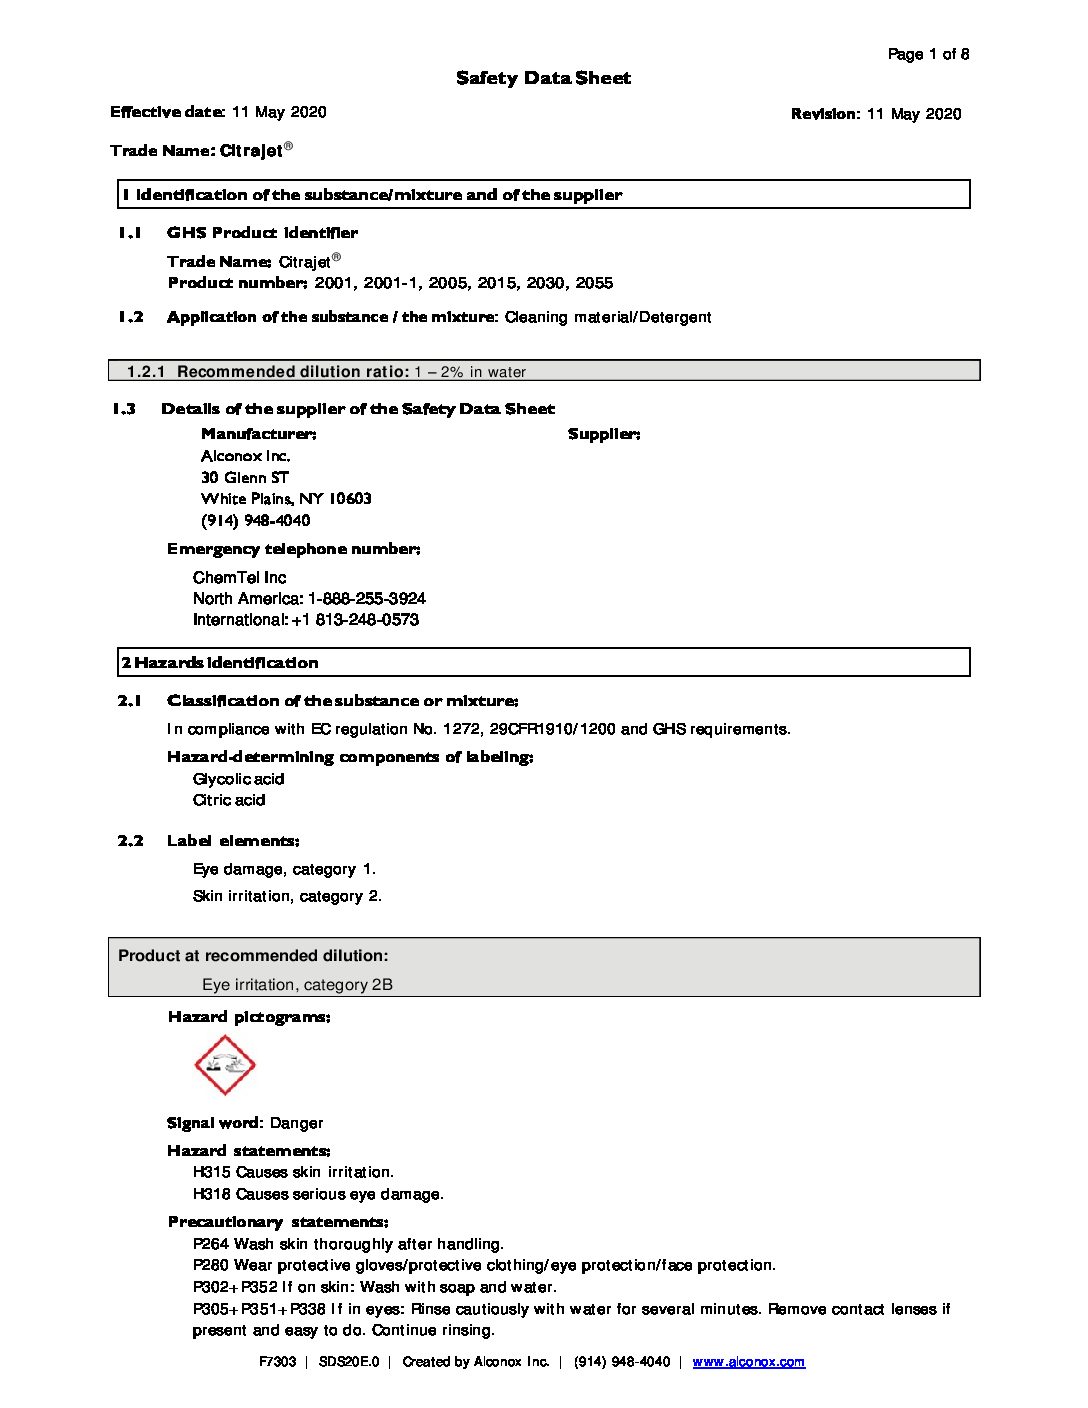 Page 1 of 8
Safety Data Sheet
Effective date: 11 May 2020
Revision: 11 May 2020
Trade Name: Citrajet®
1 Identification of the substance/mixture and of the supplier
1.1 GHS Product identifier
Trade Name: Citrajet®
Product number: 2001, 2001-1, 2005, 2015, 2030, 2055
1.2 Application of the substance / the mixture: Cleaning material/Detergent
1.2.1 Recommended dilution ratio: 1 – 2% in water
1.3 Details of the supplier of the Safety Data Sheet
Manufacturer: Supplier:
Alconox Inc.
30 Glenn ST
White Plains, NY 10603
(914) 948-4040
Emergency telephone number:
ChemTel Inc
North America: 1-888-255-3924
International: +1 813-248-0573
2 Hazards identification
2.1 Classification of the substance or mixture:
In compliance with EC regulation No. 1272, 29CFR1910/1200 and GHS requirements.
Hazard-determining components of labeling:
Glycolic acid
Citric acid
2.2 Label elements:
Eye damage, category 1.
Skin irritation, category 2.
Product at recommended dilution:
Eye irritation, category 2B
Hazard pictograms:
Signal word: Danger
Hazard statements:
H315 Causes skin irritation.
H318 Causes serious eye damage.
Precautionary statements:
P264 Wash skin thoroughly after handling.
P280 Wear protective gloves/protective clothing/eye protection/face protection.
P302+P352 If on skin: Wash with soap and water.
P305+P351+P338 If in eyes: Rinse cautiously with water for several minutes. Remove contact lenses if
present and easy to do. Continue rinsing.
F7303 | SDS20E.0 | Created by Alconox Inc. | (914) 948-4040 | www.alconox.com